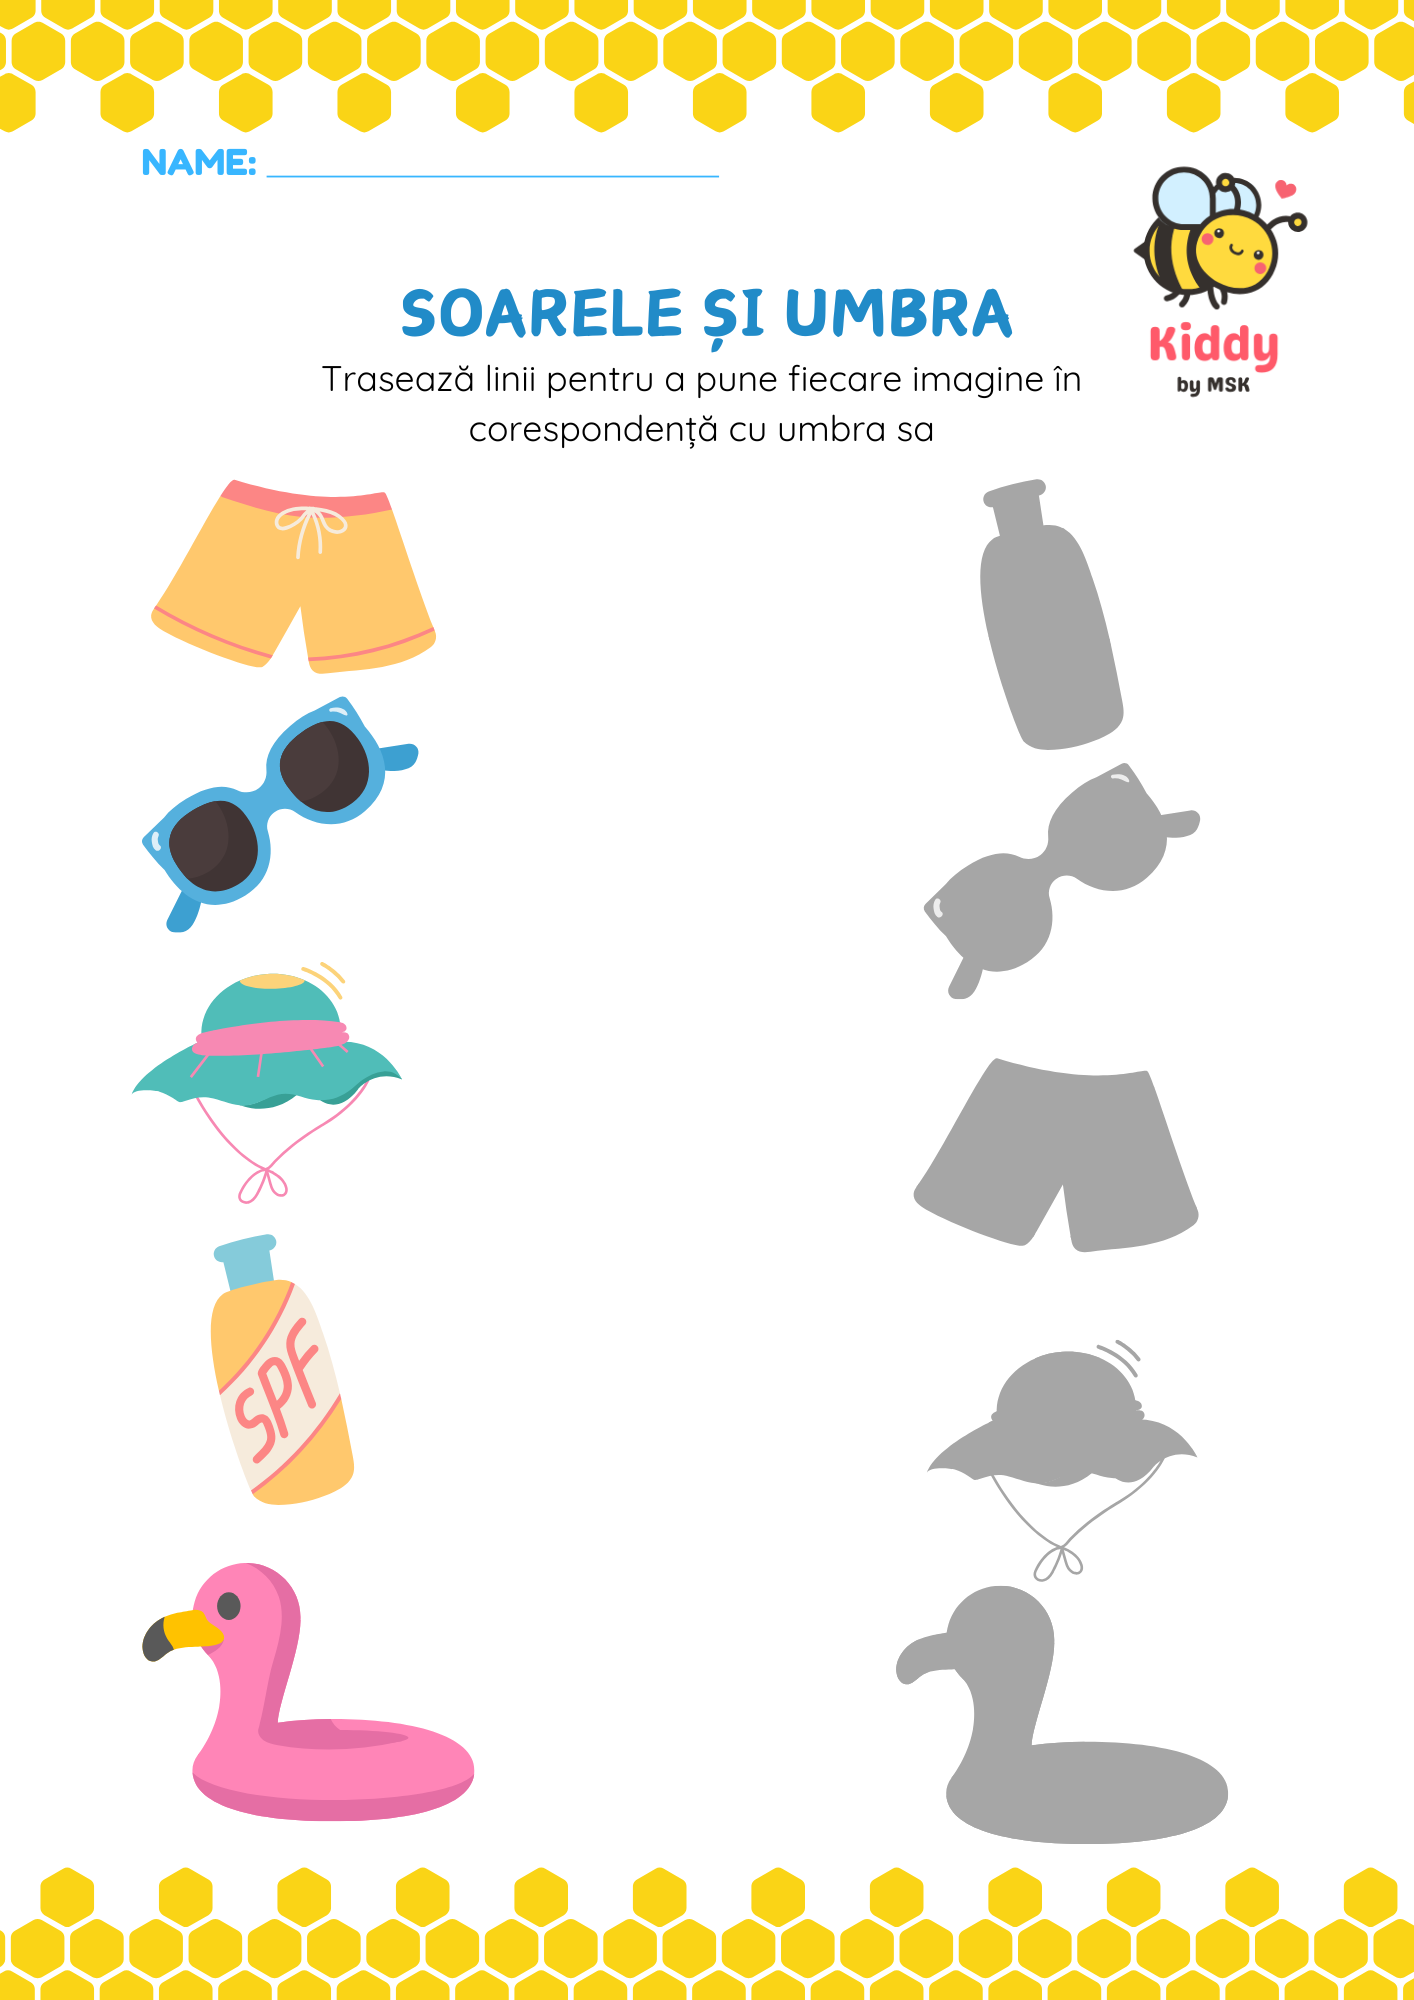 NAME:
SOARELE ȘI UMBRA
Trasează linii pentru a pune fiecare imagine în
corespondență cu umbra sa
Kiddy
by MSK
SPF